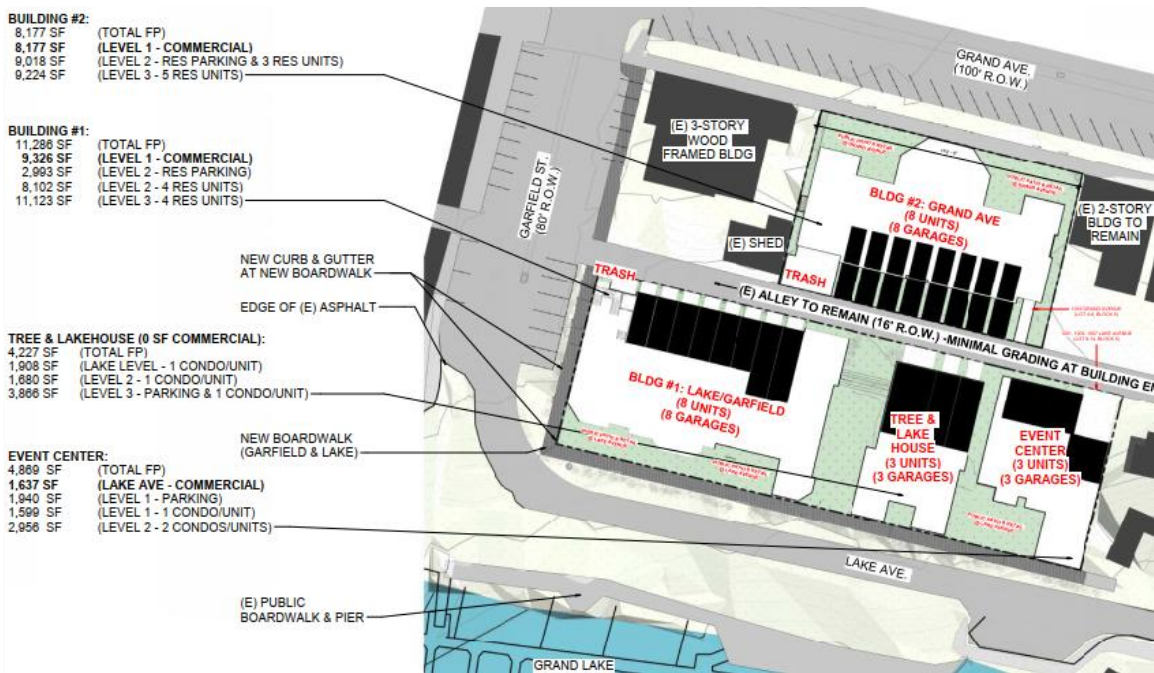 BUILDING #2:
8,177 SF (TOTAL FP)
8,177 SF (LEVEL 1 - COMMERCIAL)
9,018 SF (LEVEL 2 - RES PARKING & 3 RES UNITS)
9,224 SF (LEVEL 3 - 5 RES UNITS)
BUILDING #1:
11,286 SF (TOTAL FP)
9,326 SF (LEVEL 1 - COMMERCIAL)
2,993 SF (LEVEL 2 - RES PARKING)
8,102 SF (LEVEL 2 - 4 RES UNITS)
11,123 SF (LEVEL 3 - 4 RES UNITS)
NEW CURB & GUTTER
AT NEW BOARDWALK
EDGE OF (E) ASPHALT
TREE & LAKEHOUSE (0 SF COMMERCIAL):
4,227 SF (TOTAL FP)
1,908 SF (LAKE LEVEL - 1 CONDO/UNIT)
1,680 SF (LEVEL 2 - 1 CONDO/UNIT)
3,866 SF (LEVEL 3 - PARKING & 1 CONDO/UNIT)
NEW BOARDWALK
(GARFIELD & LAKE)
EVENT CENTER:
4,869 SF (TOTAL FP)
1,637 SF (LAKE AVE - COMMERCIAL)
1,940 SF (LEVEL 1 - PARKING)
1,599 SF (LEVEL 1 - 1 CONDO/UNIT)
2,956 SF (LEVEL 2 - 2 CONDOS/UNITS)
(E) PUBLIC
BOARDWALK & PIER
GRAND AVE.
(100' R.O.W.)
GARFIELD ST.
(80' R.O.W.)
(E) 3-STORY
WOOD
FRAMED BLDG
BLDG #2: GRAND AVE
(8 UNITS)
(8 GARAGES)
(E) 2-STORY
BLDG TO
REMAIN
(E) SHED
TRASH
TRASH
(E) ALLEY TO REMAIN (16' R.O.W.) -MINIMAL GRADING AT BUILDING
BLDG #1: LAKE/GARFIELD
(8 UNITS)
(8 GARAGES)
TREE &
LAKE
HOUSE
(3 UNITS)
(3 GARAGES)
EVENT
CENTER
(3 UNITS)
(3 GARAGES)
LAKE AVE.
GRAND LAKE